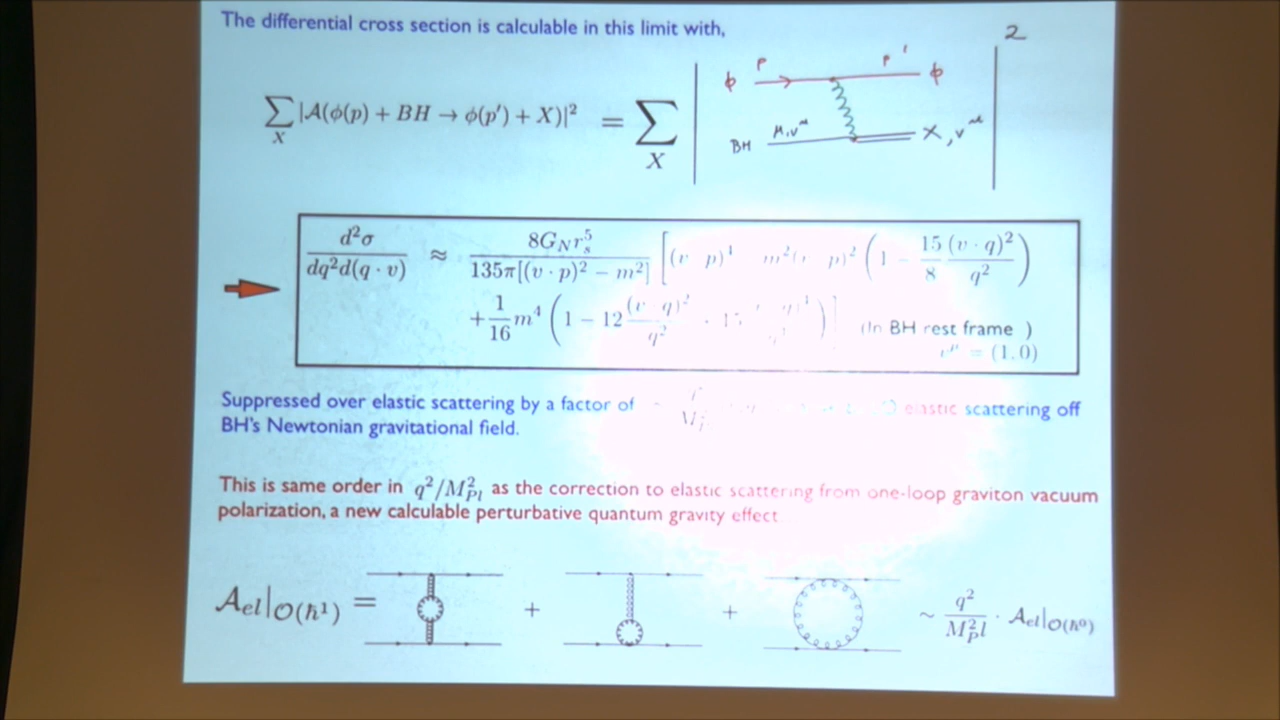 The differential cross section is calculable in this limit with,
2
ϕ p p' ϕ
∑_X |A(ϕ(p) + BH → ϕ(p') + X)|² = ∑_X
BH M,v^μ X,v^μ
d²σ / dq²d(q · v) ≈ 8G_N r_s^5 / 135π[(v · p)² − m²] [(v p)⁴ m²(v p)² (1 − 15/8 (v · q)²/q²)
+ 1/16 m⁴ (1 − 12 (v q)²/q² 15 )] (In BH rest frame )
v^μ = (1, 0)
Suppressed over elastic scattering by a factor of elastic scattering off
BH's Newtonian gravitational field.
This is same order in q²/M²_Pl as the correction to elastic scattering from one-loop graviton vacuum
polarization, a new calculable perturbative quantum gravity effect
A_el|_O(ħ¹) = + + ~ q²/M²_P l · A_el|_O(ħ⁰)